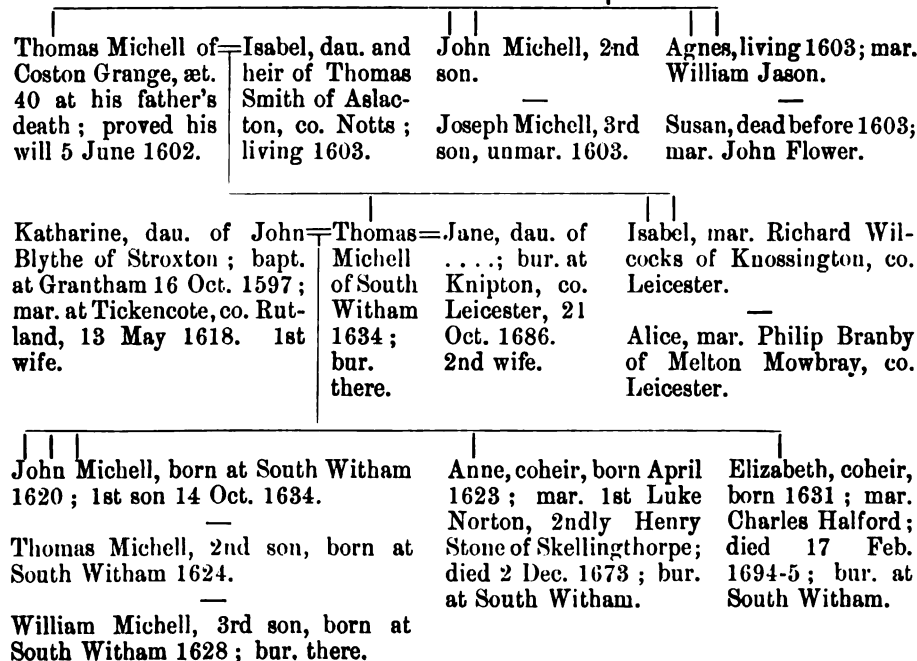 Thomas Michell of=Isabel, dau. and
Coston Grange, æt. heir of Thomas
40 at his father's Smith of Aslac-
death ; proved his ton, co. Notts ;
will 5 June 1602. living 1603.
John Michell, 2nd
son.
—
Joseph Michell, 3rd
son, unmar. 1603.
Agnes, living 1603 ; mar.
William Jason.
—
Susan, dead before 1603 ;
mar. John Flower.
Katharine, dau. of John=
Blythe of Stroxton ; bapt.
at Grantham 16 Oct. 1597 ;
mar. at Tickencote, co. Rut-
land, 13 May 1618. 1st
wife.
Thomas=
Michell
of South
Witham
1634 ;
bur.
there.
Jane, dau. of
. . . . ; bur. at
Knipton, co.
Leicester, 21
Oct. 1686.
2nd wife.
Isabel, mar. Richard Wil-
cocks of Knossington, co.
Leicester.
—
Alice, mar. Philip Branby
of Melton Mowbray, co.
Leicester.
John Michell, born at South Witham
1620 ; 1st son 14 Oct. 1634.
—
Thomas Michell, 2nd son, born at
South Witham 1624.
—
William Michell, 3rd son, born at
South Witham 1628 ; bur. there.
Anne, coheir, born April
1623 ; mar. 1st Luke
Norton, 2ndly Henry
Stone of Skellingthorpe ;
died 2 Dec. 1673 ; bur.
at South Witham.
Elizabeth, coheir,
born 1631 ; mar.
Charles Halford ;
died 17 Feb.
1694-5 ; bur. at
South Witham.